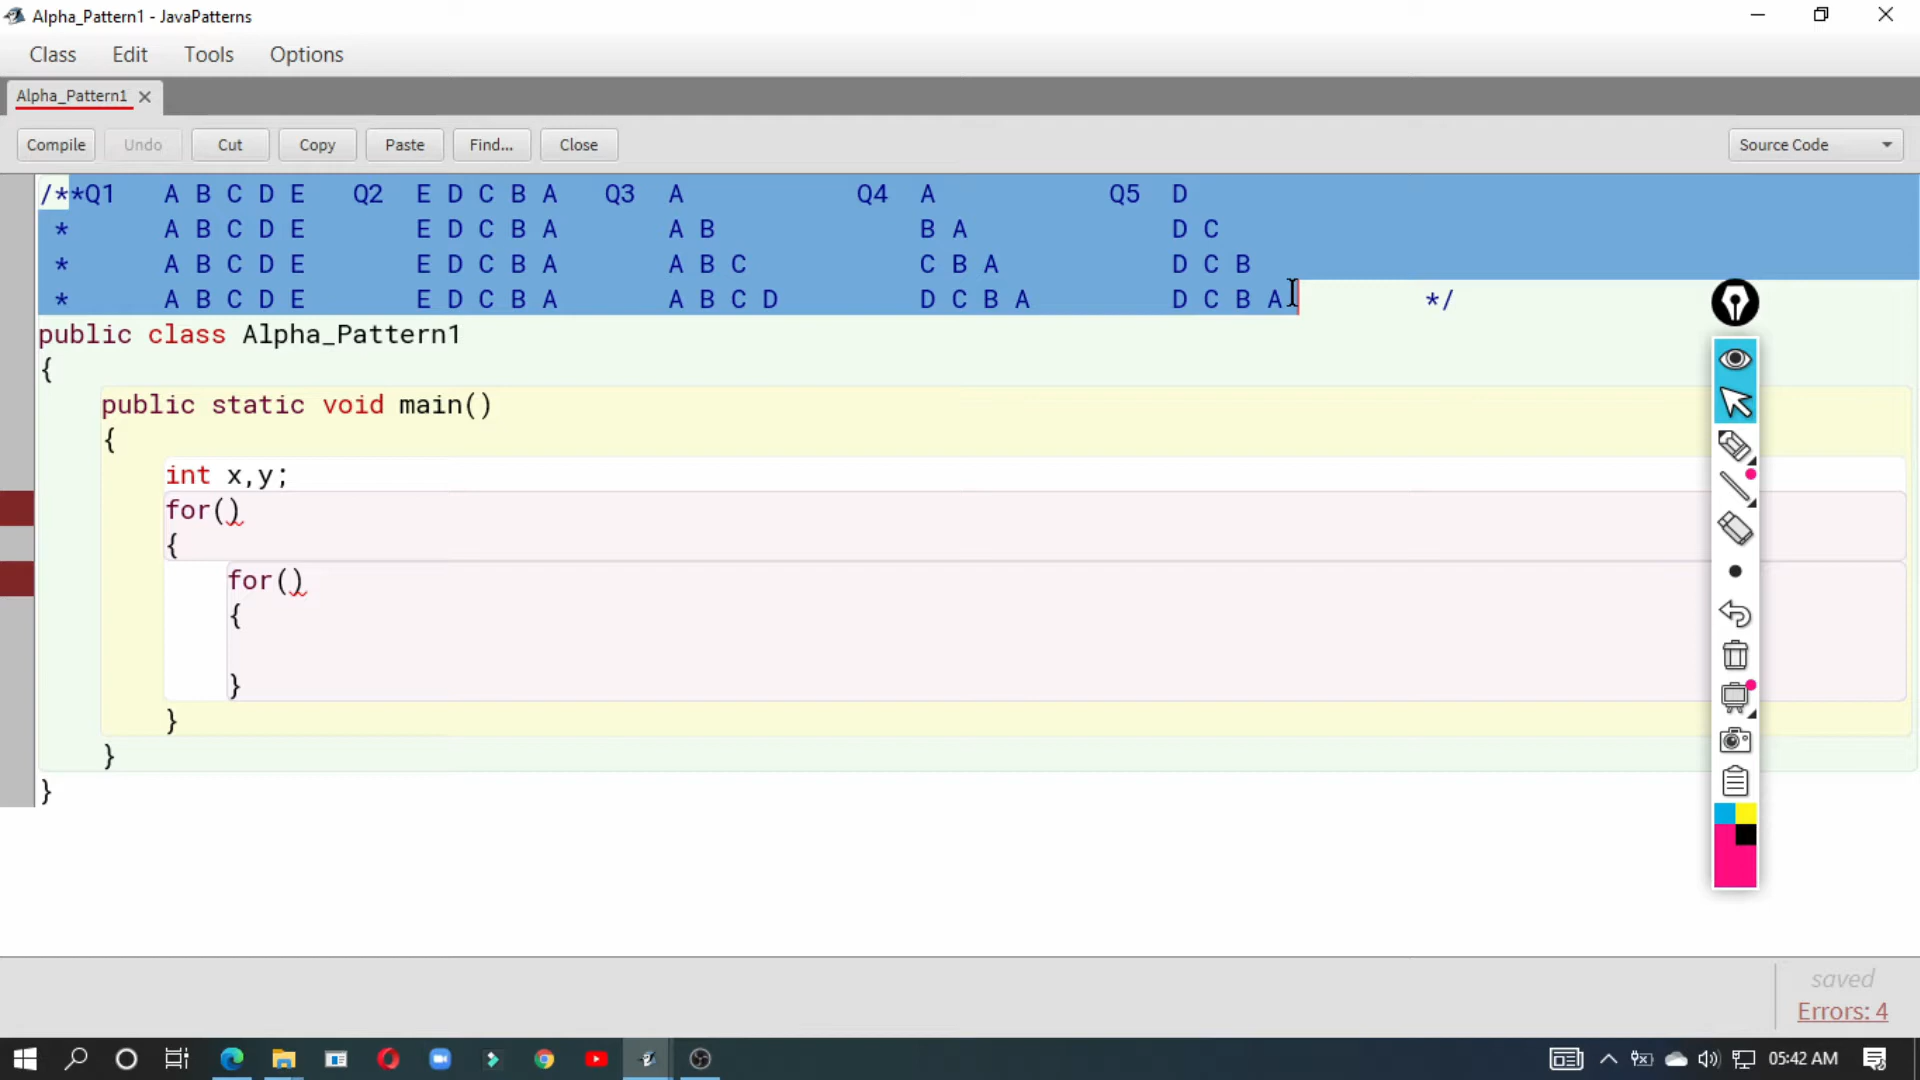 Alpha_Pattern1 - JavaPatterns
Class Edit Tools Options
Alpha_Pattern1
Compile Undo Cut Copy Paste Find... Close Source Code
/**Q1 A B C D E Q2 E D C B A Q3 A Q4 A Q5 D
* A B C D E E D C B A A B B A D C
* A B C D E E D C B A A B C C B A D C B
* A B C D E E D C B A A B C D D C B A D C B A */
public class Alpha_Pattern1
{
public static void main()
{
int x,y;
for()
{
for()
{
}
}
}
}
saved
Errors: 4
05:42 AM